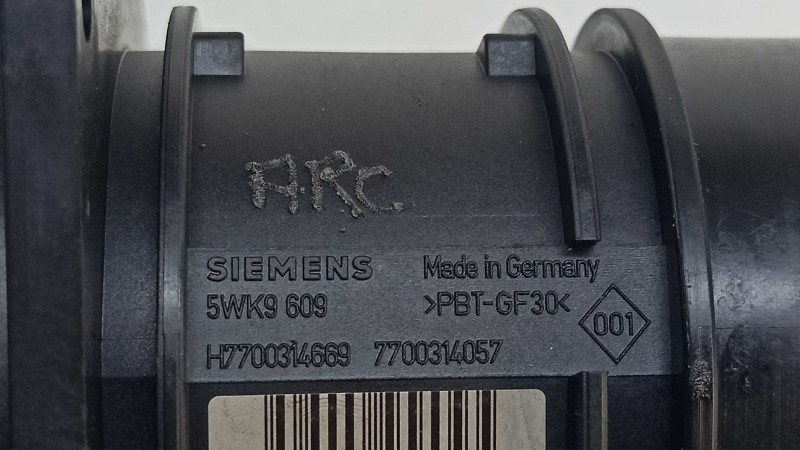 ARC
SIEMENS Made in Germany
5WK9 609 >PBT-GF30<
001
H7700314669 7700314057